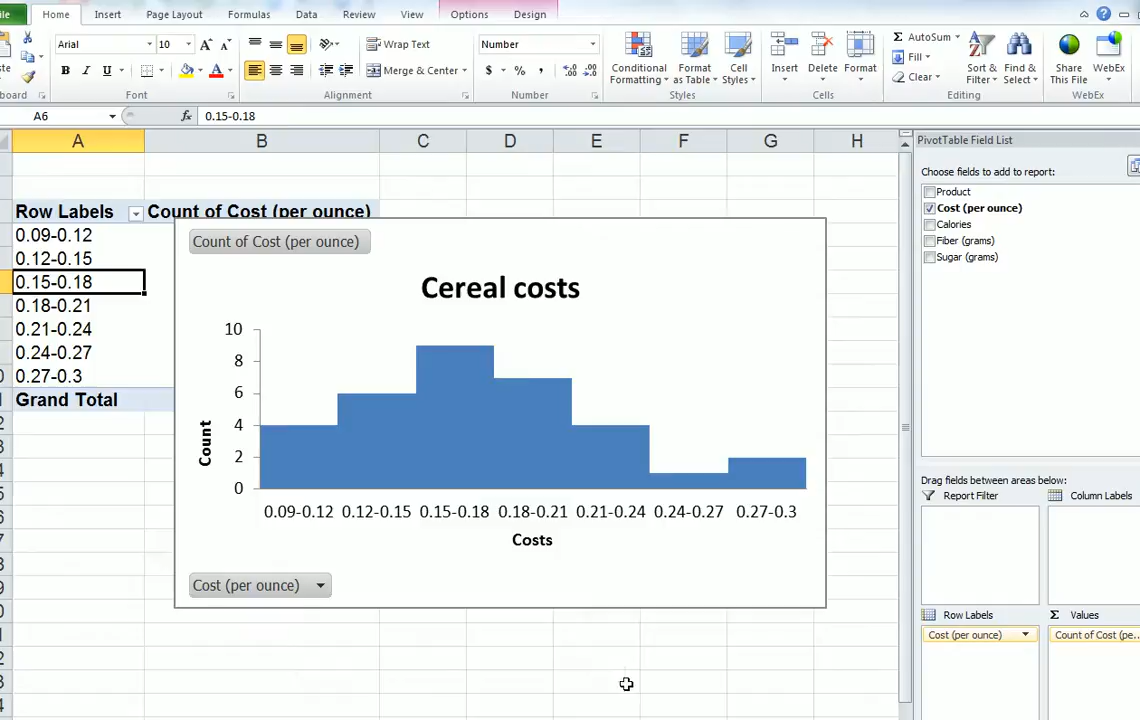 Home Insert Page Layout Formulas Data Review View Options Design
Arial 10 Wrap Text Number
B I U Merge & Center $ % , Conditional Formatting Format as Table Cell Styles Insert Delete Format AutoSum Fill Clear Sort & Filter Find & Select Share This File WebEx
Font Alignment Number Styles Cells Editing WebEx
A6 fx 0.15-0.18
A B C D E F G H
Row Labels Count of Cost (per ounce)
0.09-0.12
0.12-0.15
0.15-0.18
0.18-0.21
0.21-0.24
0.24-0.27
0.27-0.3
Grand Total
Count of Cost (per ounce)
Cereal costs
10
8
6
4
2
0
Count
0.09-0.12 0.12-0.15 0.15-0.18 0.18-0.21 0.21-0.24 0.24-0.27 0.27-0.3
Costs
Cost (per ounce)
PivotTable Field List
Choose fields to add to report:
Product
Cost (per ounce)
Calories
Fiber (grams)
Sugar (grams)
Drag fields between areas below:
Report Filter Column Labels
Row Labels Σ Values
Cost (per ounce) Count of Cost (pe...